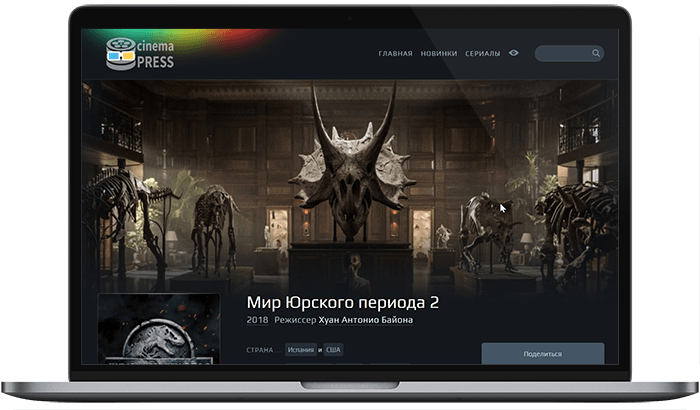 cinema
PRESS
ГЛАВНАЯ НОВИНКИ СЕРИАЛЫ
Мир Юрского периода 2
2018 Режиссер Хуан Антонио Байона
СТРАНА ... Испания и США
Поделиться